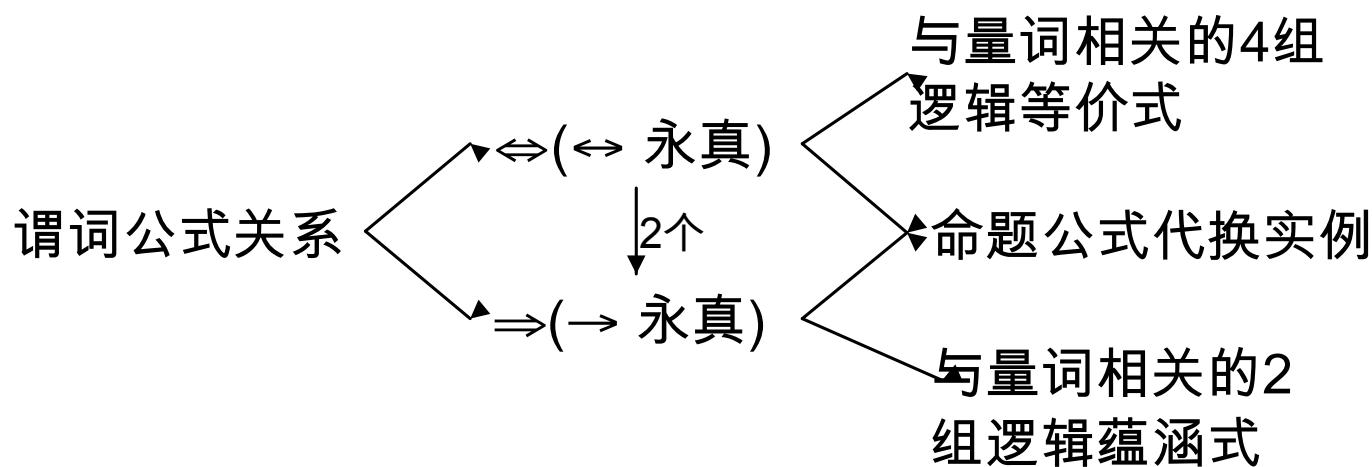 与量词相关的4组
逻辑等价式
⇔(↔ 永真)
谓词公式关系
2个
命题公式代换实例
⇒(→ 永真)
与量词相关的2
组逻辑蕴涵式